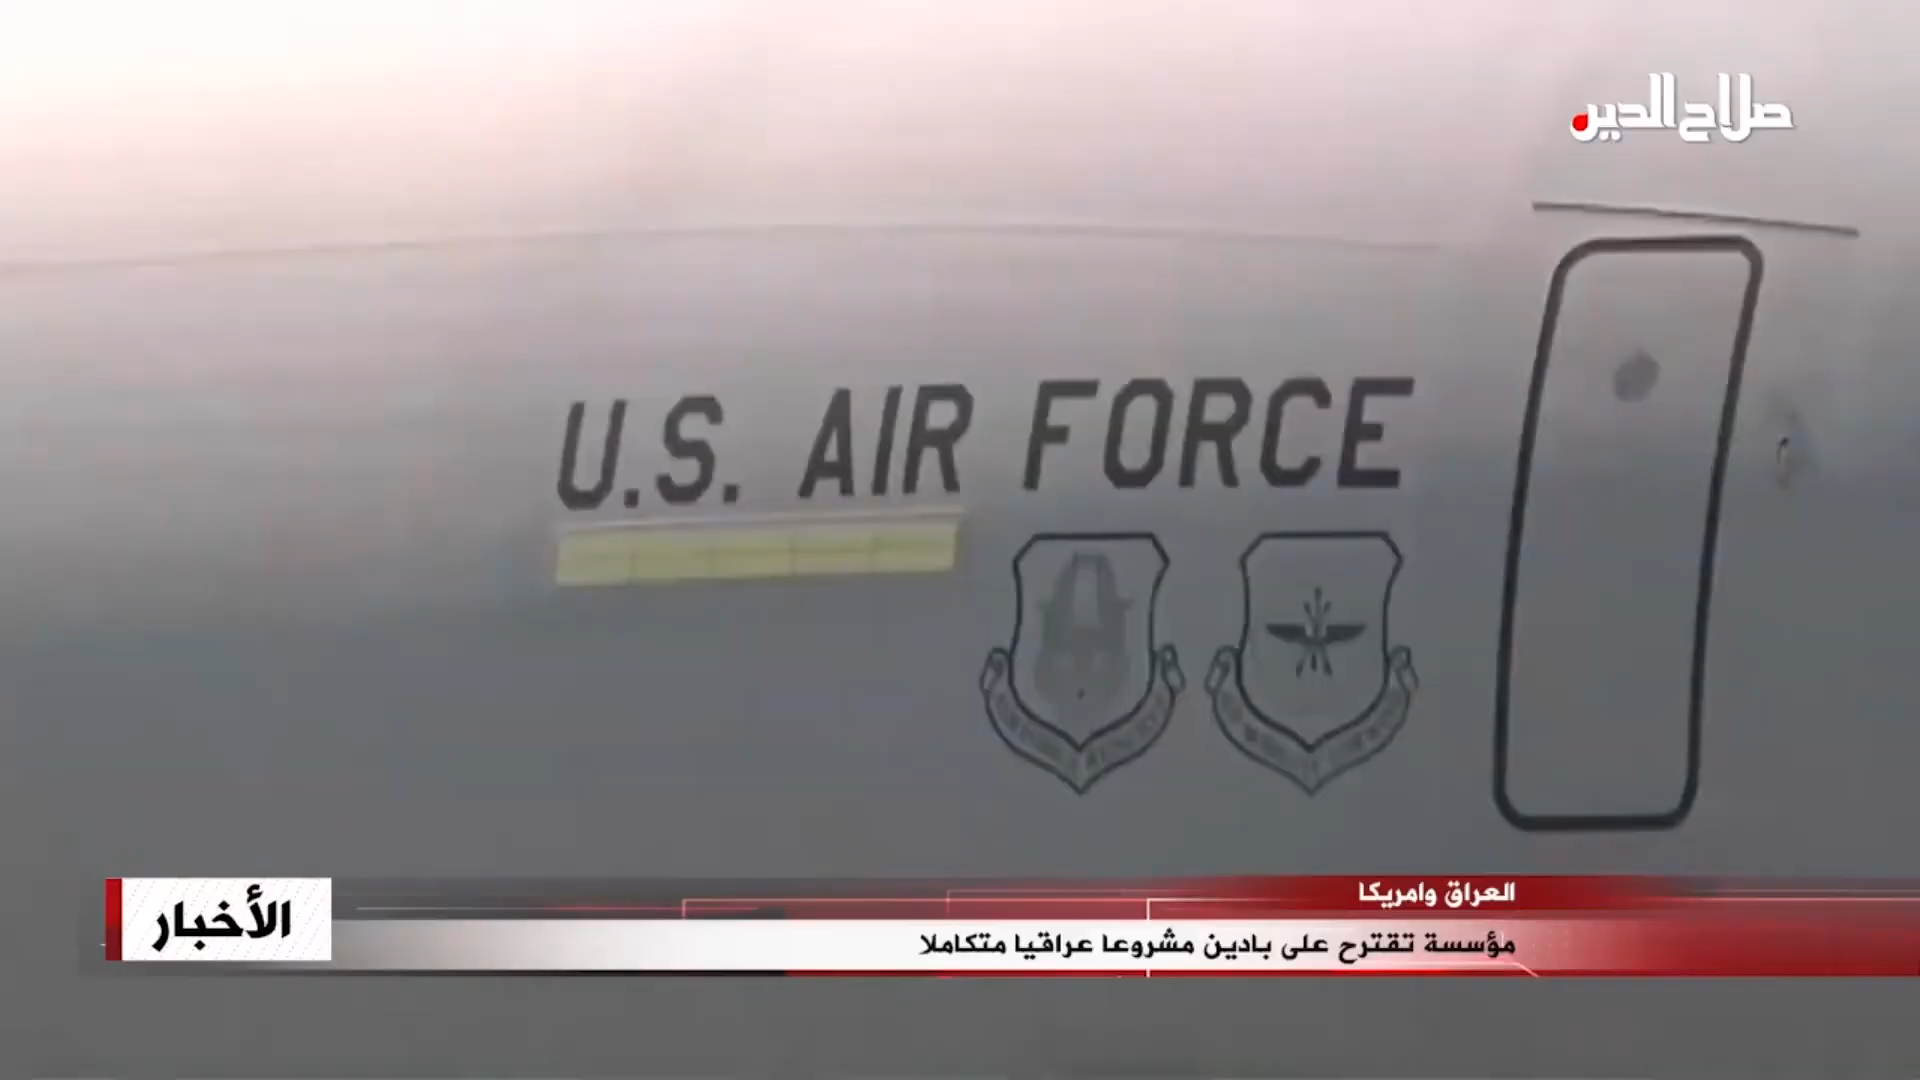 صلاح الدين
U.S. AIR FORCE
العراق وامريكا
مؤسسة تقترح على بادين مشروعا عراقيا متكاملا
الأخبار